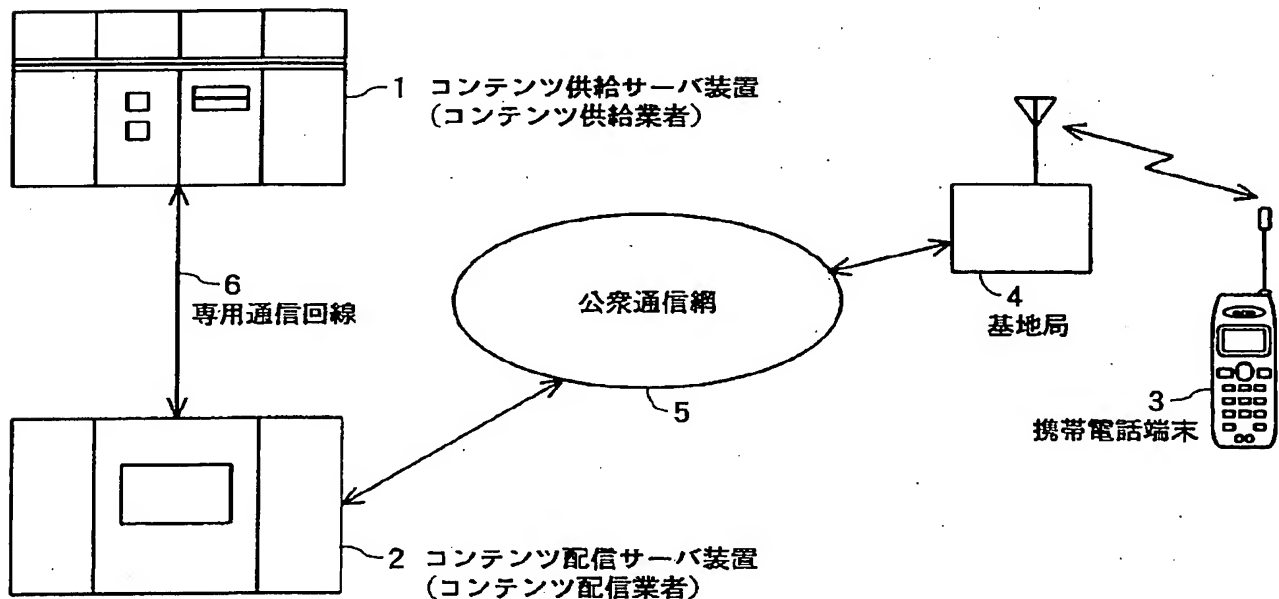 1 コンテンツ供給サーバ装置
(コンテンツ供給業者)
6
専用通信回線
公衆通信網
5
4
基地局
3
携帯電話端末
2 コンテンツ配信サーバ装置
(コンテンツ配信業者)